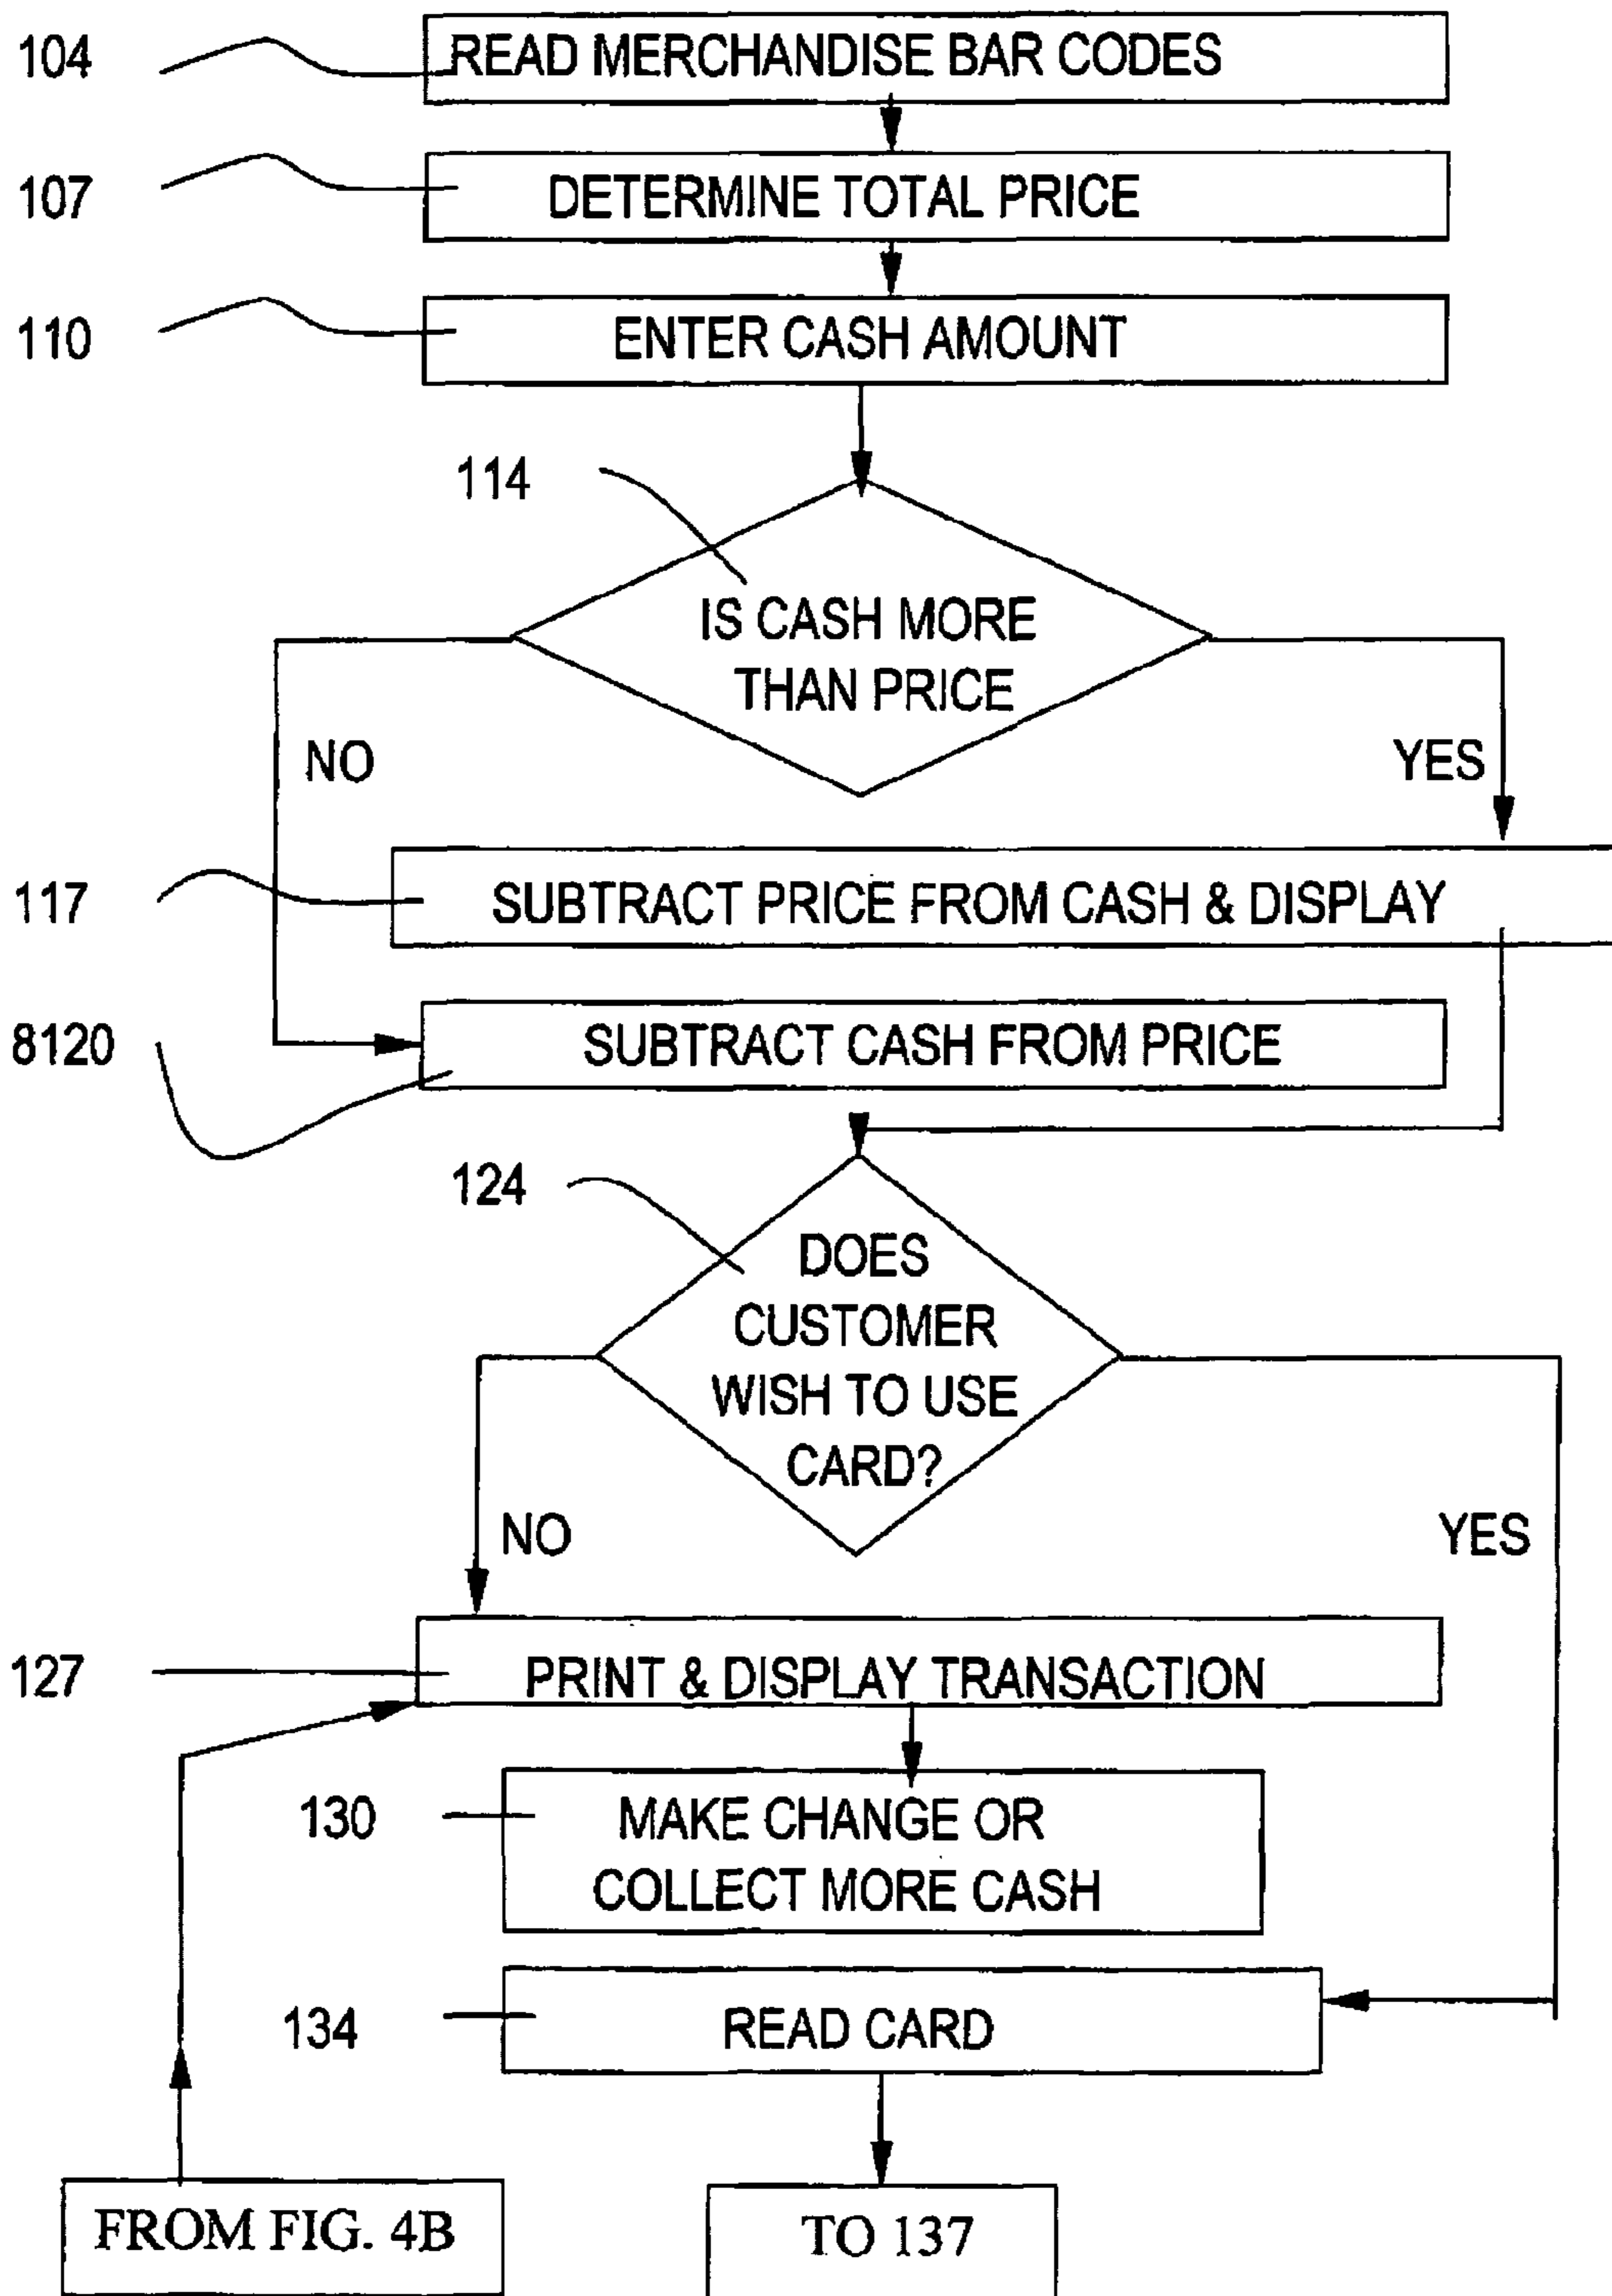 104
READ MERCHANDISE BAR CODES
107
DETERMINE TOTAL PRICE
110
ENTER CASH AMOUNT
114
IS CASH MORE
THAN PRICE
NO
YES
117
SUBTRACT PRICE FROM CASH & DISPLAY
8120
SUBTRACT CASH FROM PRICE
124
DOES
CUSTOMER
WISH TO USE
CARD?
NO
YES
127
PRINT & DISPLAY TRANSACTION
130
MAKE CHANGE OR
COLLECT MORE CASH
134
READ CARD
FROM FIG. 4B
TO 137